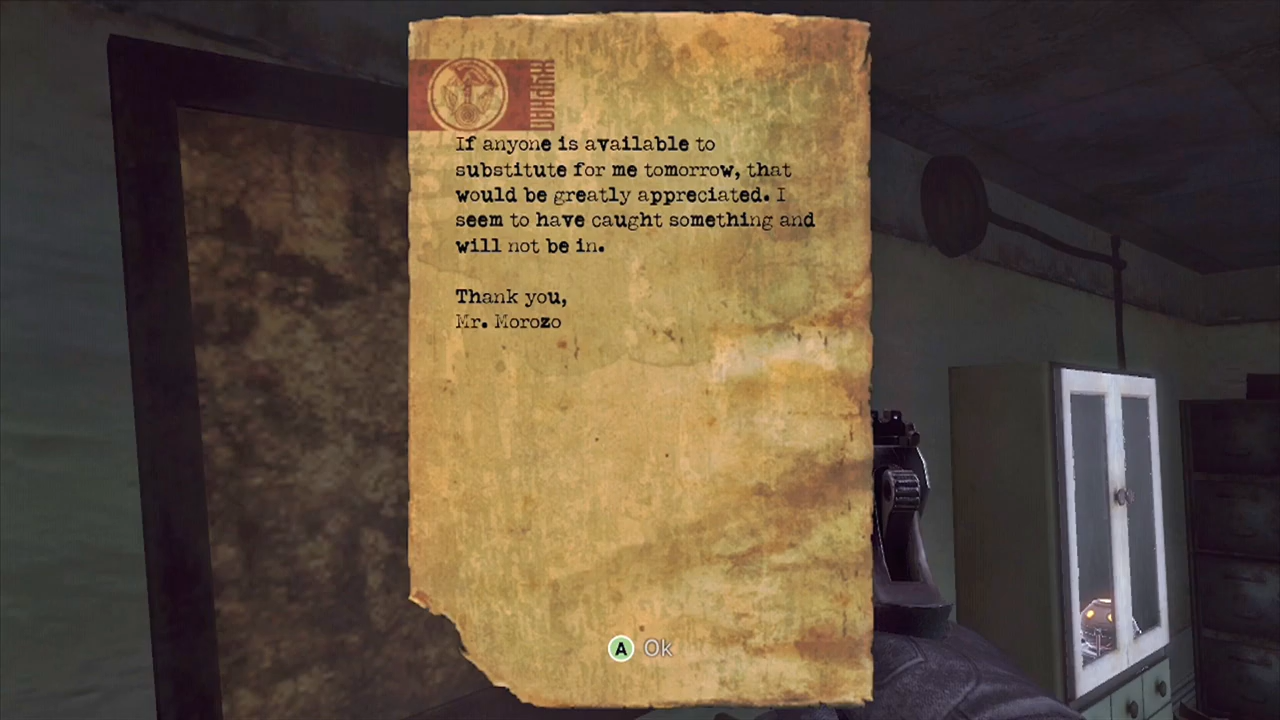 If anyone is available to
substitute for me tomorrow, that
would be greatly appreciated. I
seem to have caught something and
will not be in.
Thank you,
Mr. Morozo
A Ok